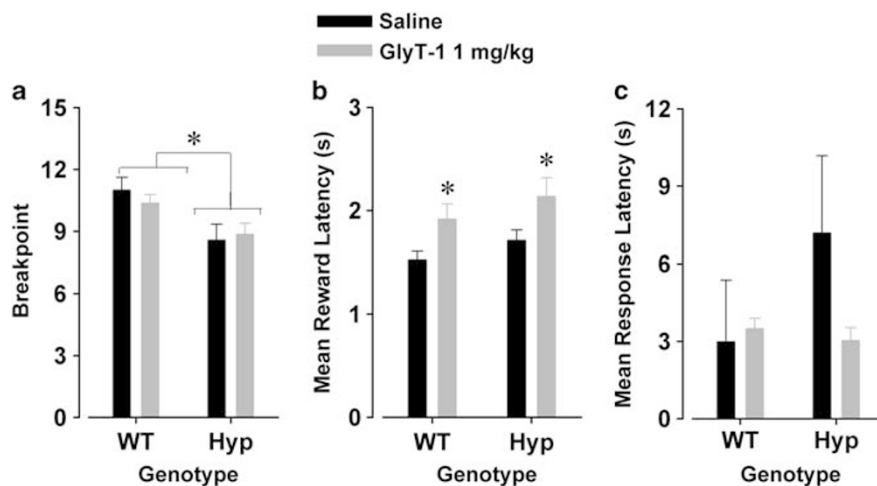 Saline
GlyT-1 1 mg/kg
a
b
c
Breakpoint
15
12
9
6
3
0
*
WT
Hyp
Genotype
Mean Reward Latency (s)
3
2
1
0
*
*
WT
Hyp
Genotype
Mean Response Latency (s)
12
9
6
3
0
WT
Hyp
Genotype